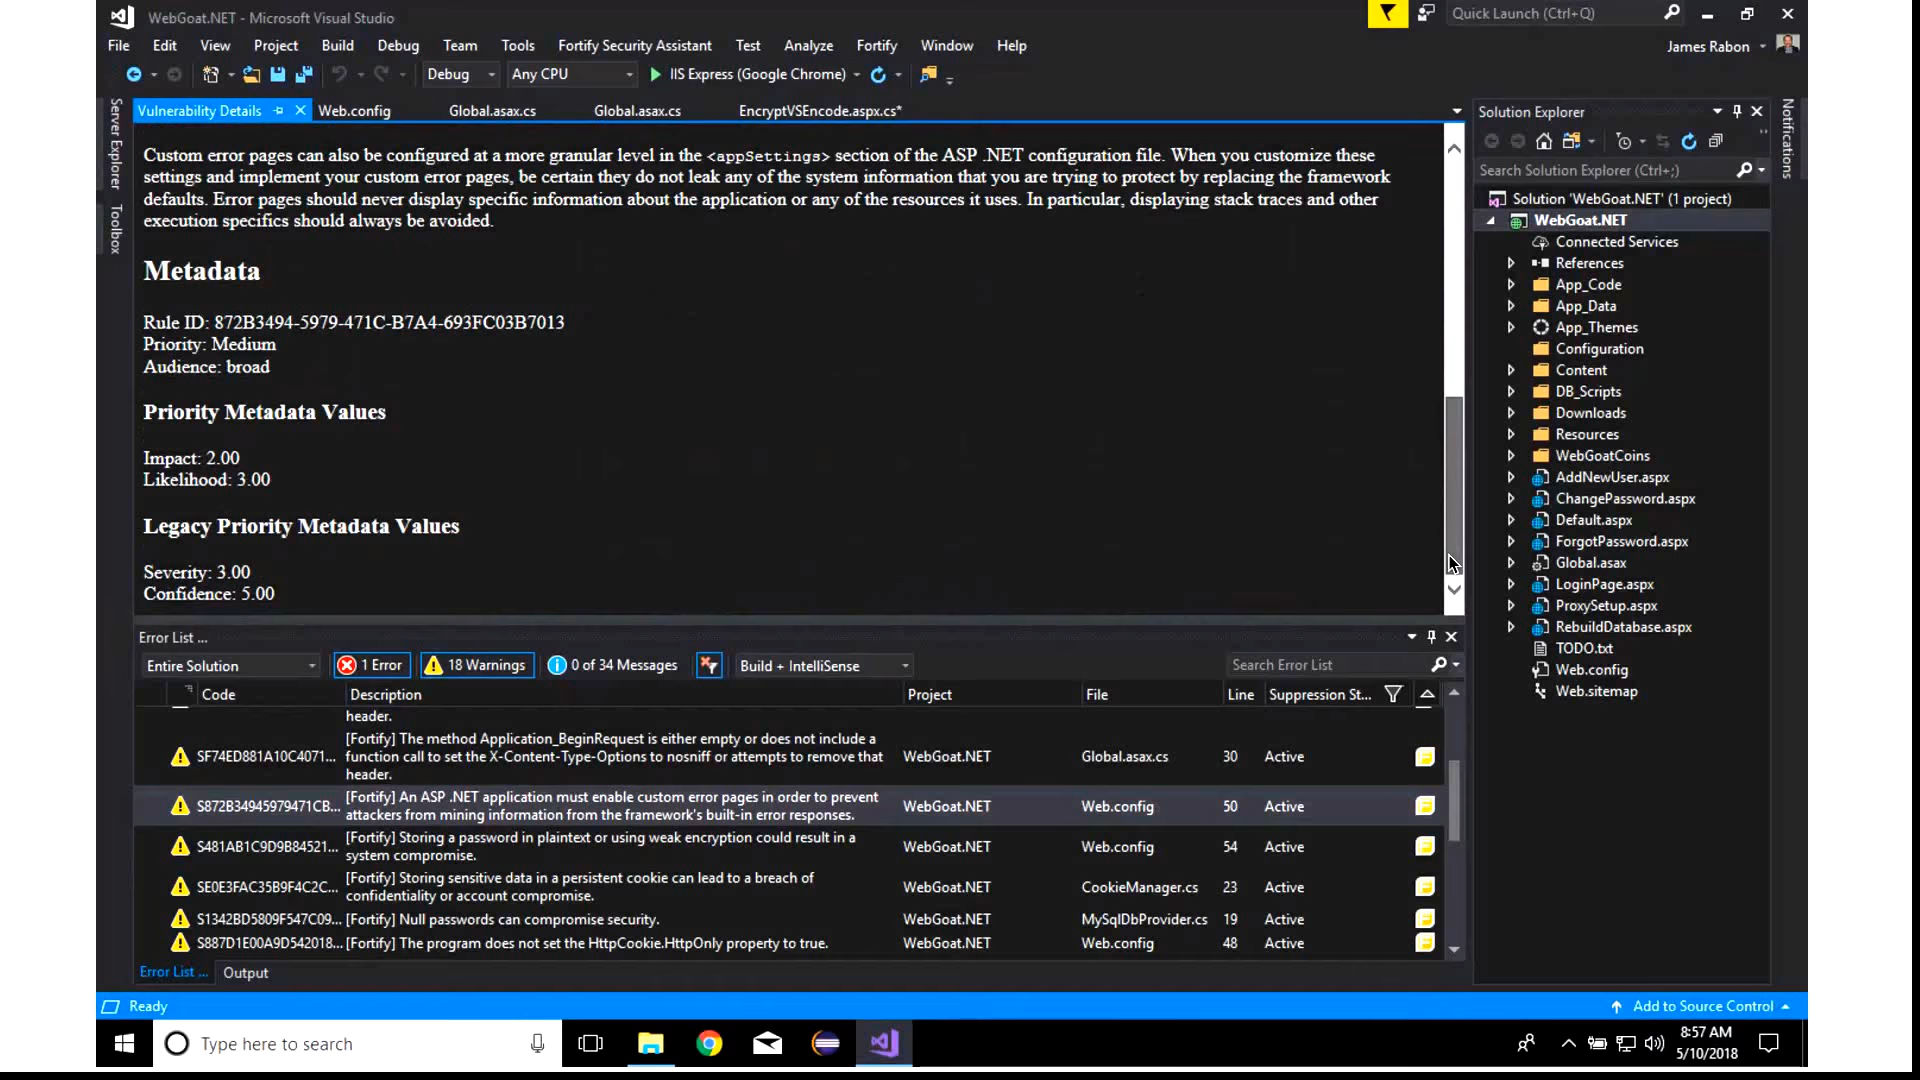 WebGoat.NET - Microsoft Visual Studio
Quick Launch (Ctrl+Q)
File Edit View Project Build Debug Team Tools Fortify Security Assistant Test Analyze Fortify Window Help
James Rabon
Debug Any CPU IIS Express (Google Chrome)
Server Explorer
Toolbox
Notifications
Vulnerability Details Web.config Global.asax.cs Global.asax.cs EncryptVSEncode.aspx.cs*
Custom error pages can also be configured at a more granular level in the <appSettings> section of the ASP .NET configuration file. When you customize these
settings and implement your custom error pages, be certain they do not leak any of the system information that you are trying to protect by replacing the framework
defaults. Error pages should never display specific information about the application or any of the resources it uses. In particular, displaying stack traces and other
execution specifics should always be avoided.
Metadata
Rule ID: 872B3494-5979-471C-B7A4-693FC03B7013
Priority: Medium
Audience: broad
Priority Metadata Values
Impact: 2.00
Likelihood: 3.00
Legacy Priority Metadata Values
Severity: 3.00
Confidence: 5.00
Solution Explorer
Search Solution Explorer (Ctrl+;)
Solution 'WebGoat.NET' (1 project)
WebGoat.NET
Connected Services
References
App_Code
App_Data
App_Themes
Configuration
Content
DB_Scripts
Downloads
Resources
WebGoatCoins
AddNewUser.aspx
ChangePassword.aspx
Default.aspx
ForgotPassword.aspx
Global.asax
LoginPage.aspx
ProxySetup.aspx
RebuildDatabase.aspx
TODO.txt
Web.config
Web.sitemap
Error List ...
Entire Solution 1 Error 18 Warnings 0 of 34 Messages Build + IntelliSense Search Error List
Code Description Project File Line Suppression St...
header.
[Fortify] The method Application_BeginRequest is either empty or does not include a
SF74ED881A10C4071... function call to set the X-Content-Type-Options to nosniff or attempts to remove that WebGoat.NET Global.asax.cs 30 Active
header.
[Fortify] An ASP .NET application must enable custom error pages in order to prevent
S872B34945979471CB... WebGoat.NET Web.config 50 Active
attackers from mining information from the framework's built-in error responses.
[Fortify] Storing a password in plaintext or using weak encryption could result in a
S481AB1C9D9B84521... WebGoat.NET Web.config 54 Active
system compromise.
[Fortify] Storing sensitive data in a persistent cookie can lead to a breach of
SE0E3FAC35B9F4C2C... WebGoat.NET CookieManager.cs 23 Active
confidentiality or account compromise.
S1342BD5809F547C09... [Fortify] Null passwords can compromise security. WebGoat.NET MySqlDbProvider.cs 19 Active
S887D1E00A9D542018... [Fortify] The program does not set the HttpCookie.HttpOnly property to true. WebGoat.NET Web.config 48 Active
Error List ... Output
Ready
Add to Source Control
Type here to search
8:57 AM
5/10/2018